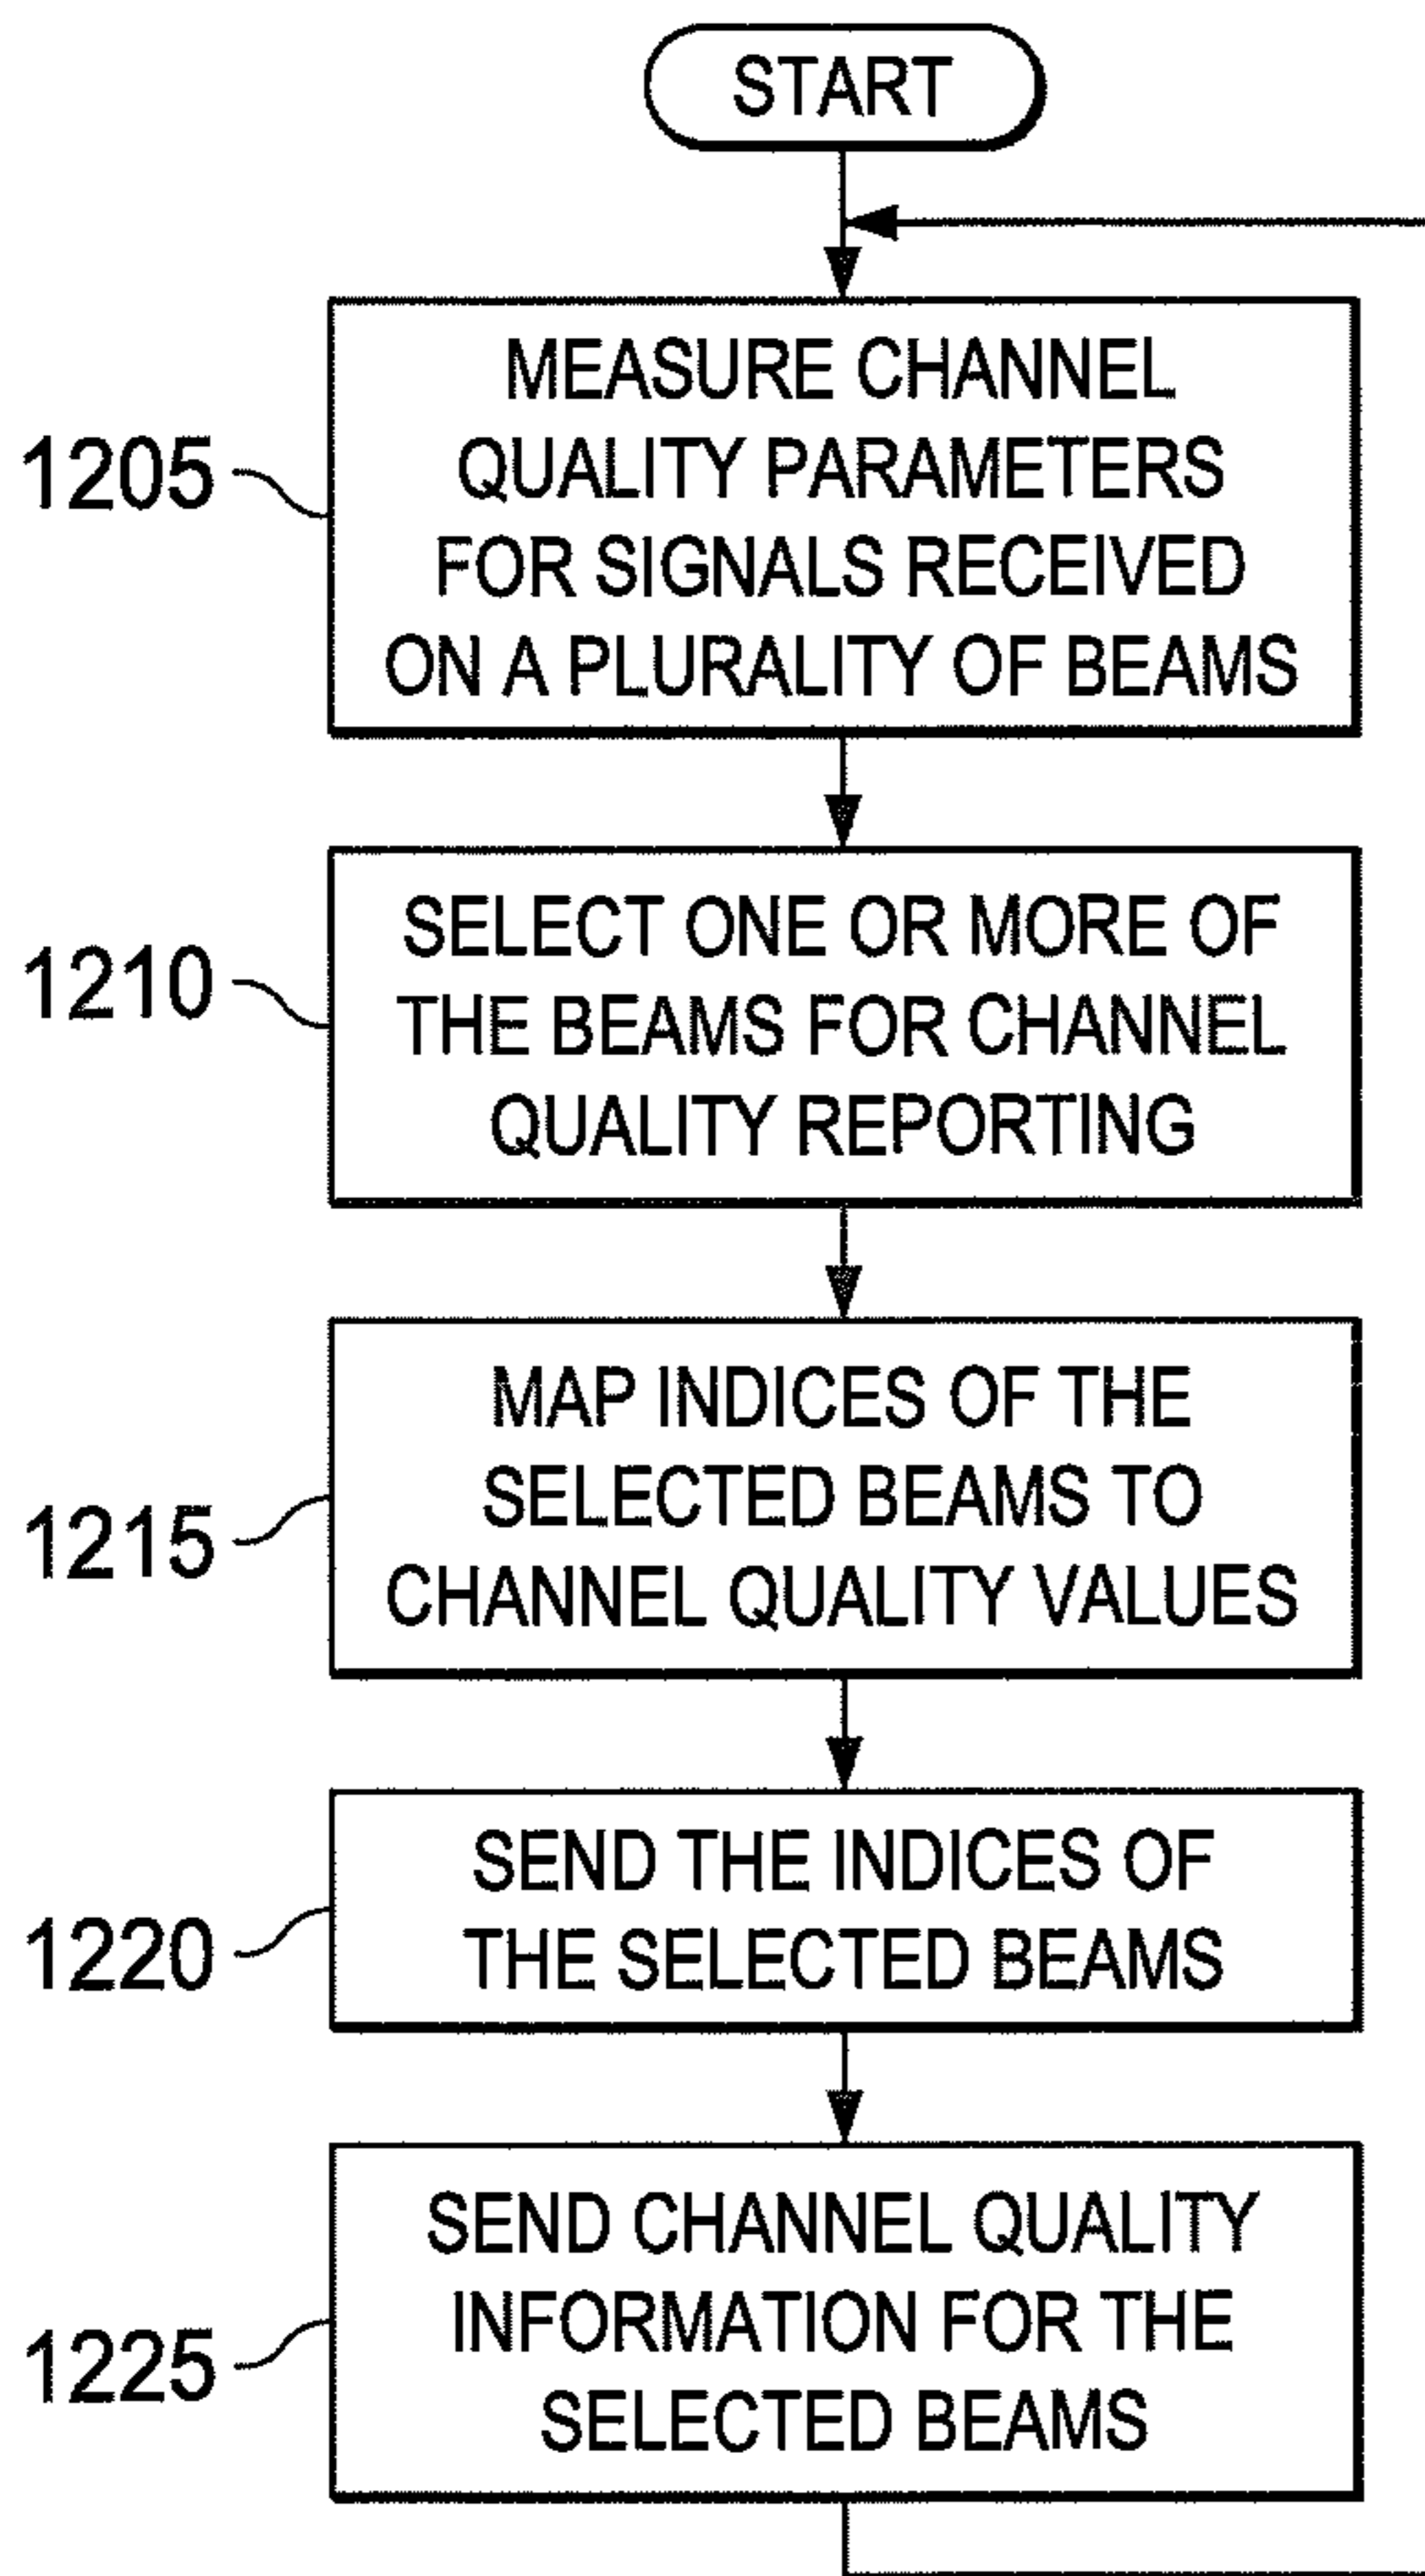 START
MEASURE CHANNEL
QUALITY PARAMETERS
FOR SIGNALS RECEIVED
ON A PLURALITY OF BEAMS
1205
SELECT ONE OR MORE OF
THE BEAMS FOR CHANNEL
QUALITY REPORTING
1210
MAP INDICES OF THE
SELECTED BEAMS TO
CHANNEL QUALITY VALUES
1215
SEND THE INDICES OF
THE SELECTED BEAMS
1220
SEND CHANNEL QUALITY
INFORMATION FOR THE
SELECTED BEAMS
1225